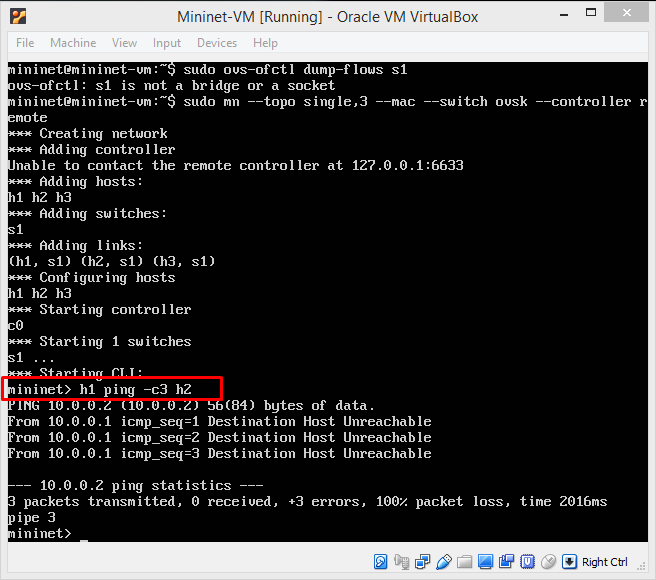 Mininet-VM [Running] - Oracle VM VirtualBox
File Machine View Input Devices Help
mininet@mininet-vm:~$ sudo ovs-ofctl dump-flows s1
ovs-ofctl: s1 is not a bridge or a socket
mininet@mininet-vm:~$ sudo mn --topo single,3 --mac --switch ovsk --controller r
emote
*** Creating network
*** Adding controller
Unable to contact the remote controller at 127.0.0.1:6633
*** Adding hosts:
h1 h2 h3
*** Adding switches:
s1
*** Adding links:
(h1, s1) (h2, s1) (h3, s1)
*** Configuring hosts
h1 h2 h3
*** Starting controller
c0
*** Starting 1 switches
s1 ...
*** Starting CLI:
mininet> h1 ping -c3 h2
PING 10.0.0.2 (10.0.0.2) 56(84) bytes of data.
From 10.0.0.1 icmp_seq=1 Destination Host Unreachable
From 10.0.0.1 icmp_seq=2 Destination Host Unreachable
From 10.0.0.1 icmp_seq=3 Destination Host Unreachable
--- 10.0.0.2 ping statistics ---
3 packets transmitted, 0 received, +3 errors, 100% packet loss, time 2016ms
pipe 3
mininet> _
Right Ctrl